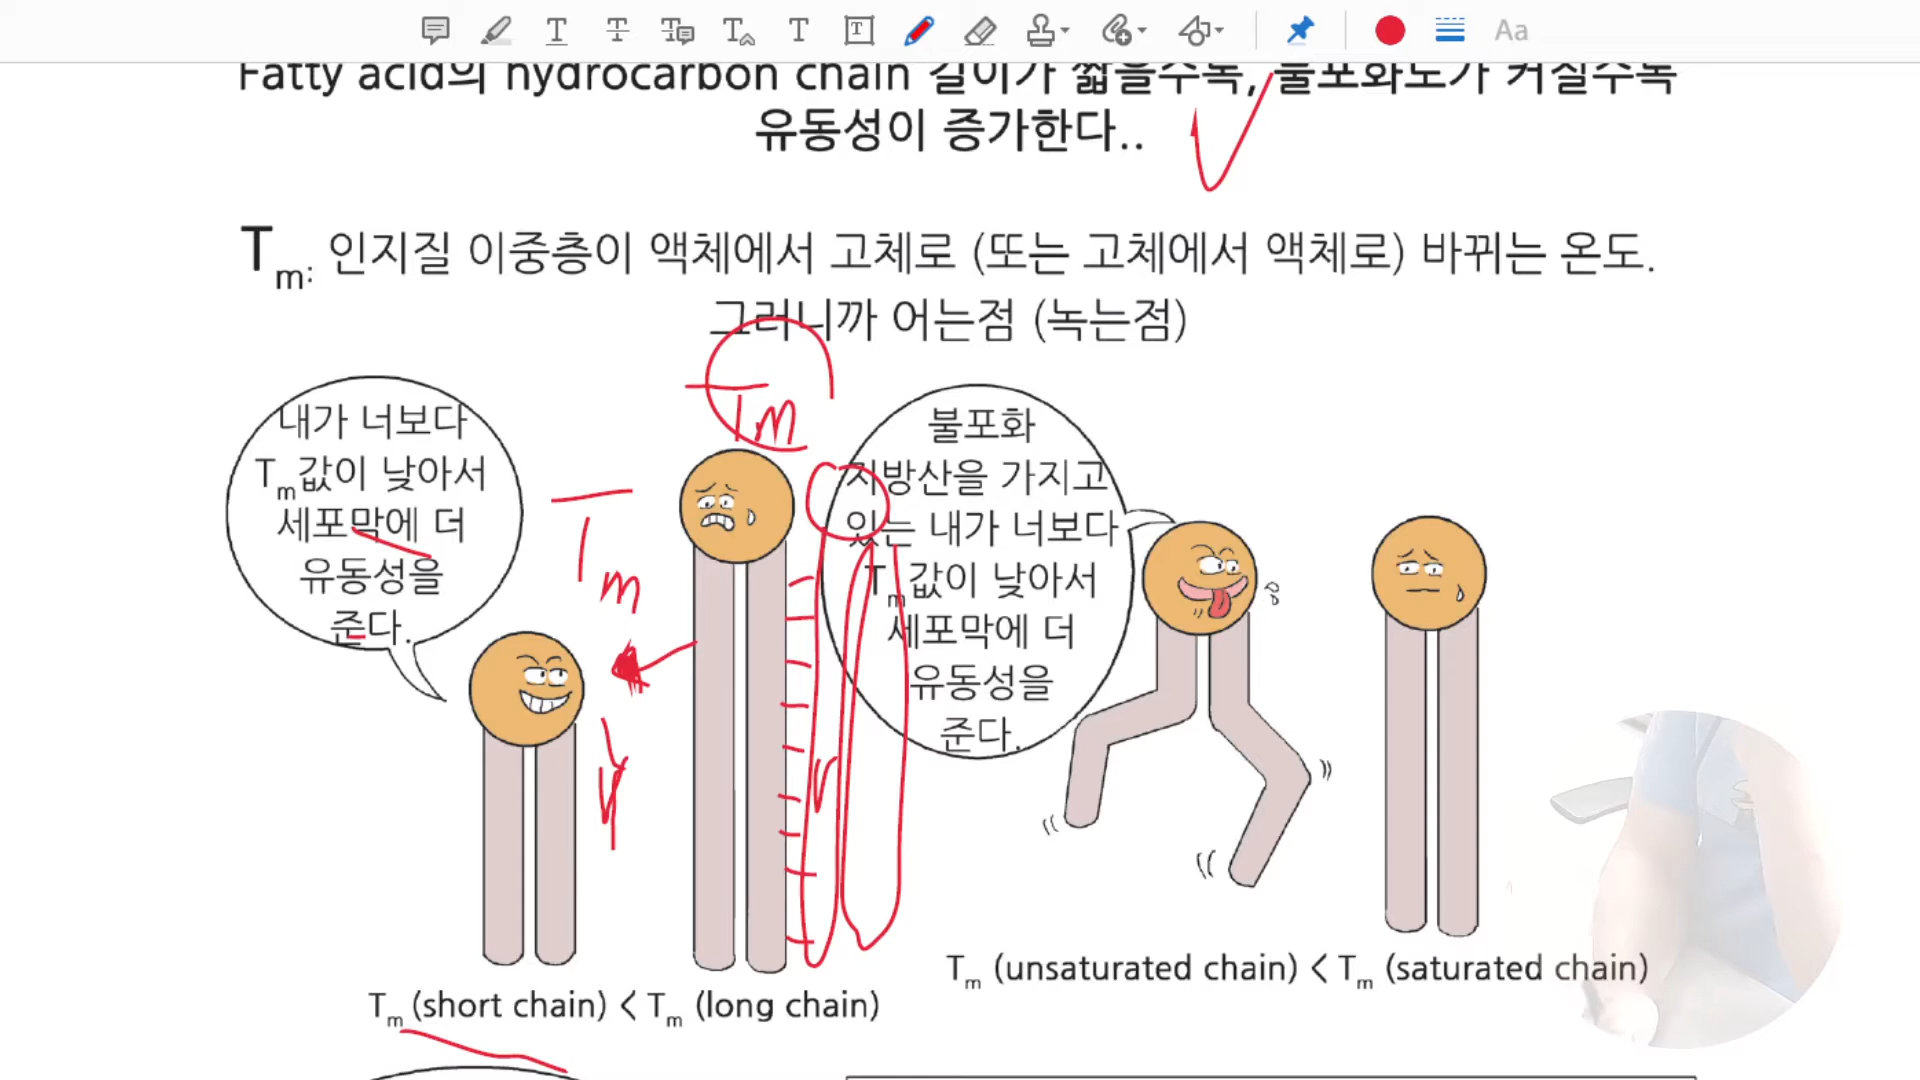 Fatty acid의 hydrocarbon chain 길이가 짧을수록, 불포화도가 커질수록
유동성이 증가한다..
Tm: 인지질 이중층이 액체에서 고체로 (또는 고체에서 액체로) 바뀌는 온도.
그러니까 어는점 (녹는점)
Tm
내가 너보다
Tm값이 낮아서
세포막에 더
유동성을
준다.
Tm
불포화
지방산을 가지고
있는 내가 너보다
Tm값이 낮아서
세포막에 더
유동성을
준다.
Tm (unsaturated chain) < Tm (saturated chain)
Tm (short chain) < Tm (long chain)
Aa